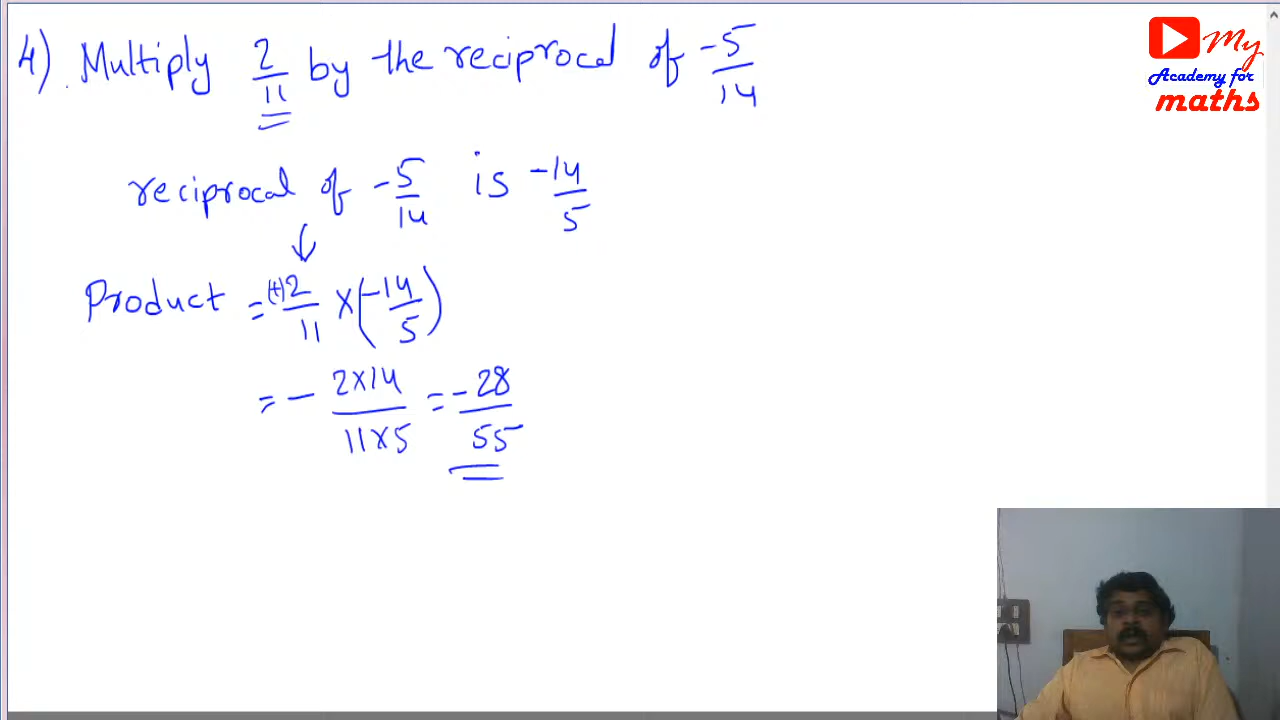 4). Multiply 2/11 by the reciprocal of -5/14
My
Academy for
maths
reciprocal of -5/14 is -14/5
Product = (+)2/11 × (-14/5)
= - 2×14/11×5 = -28/55